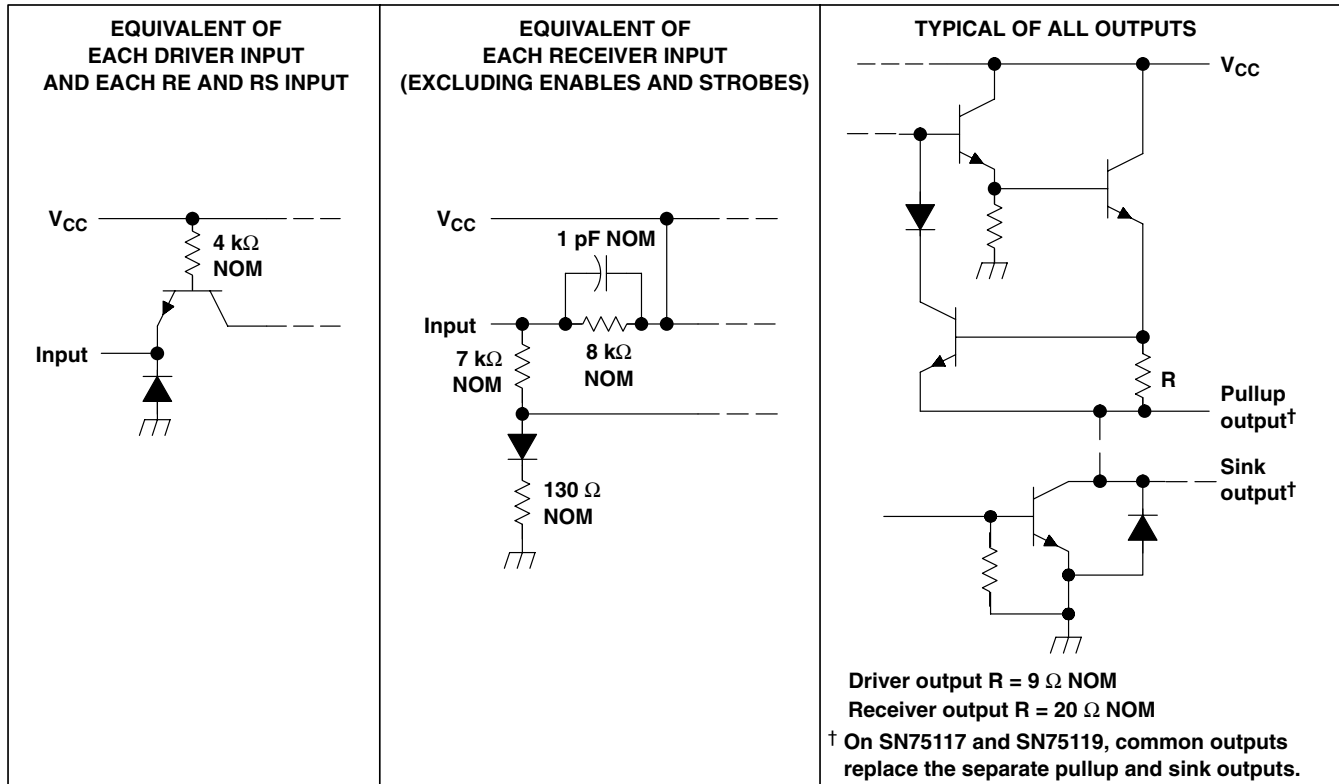 EQUIVALENT OF
EACH DRIVER INPUT
AND EACH RE AND RS INPUT
VCC
4 kΩ
NOM
Input
EQUIVALENT OF
EACH RECEIVER INPUT
(EXCLUDING ENABLES AND STROBES)
VCC
1 pF NOM
Input
7 kΩ
NOM
8 kΩ
NOM
130 Ω
NOM
TYPICAL OF ALL OUTPUTS
VCC
R
Pullup
output†
Sink
output†
Driver output R = 9 Ω NOM
Receiver output R = 20 Ω NOM
† On SN75117 and SN75119, common outputs
replace the separate pullup and sink outputs.